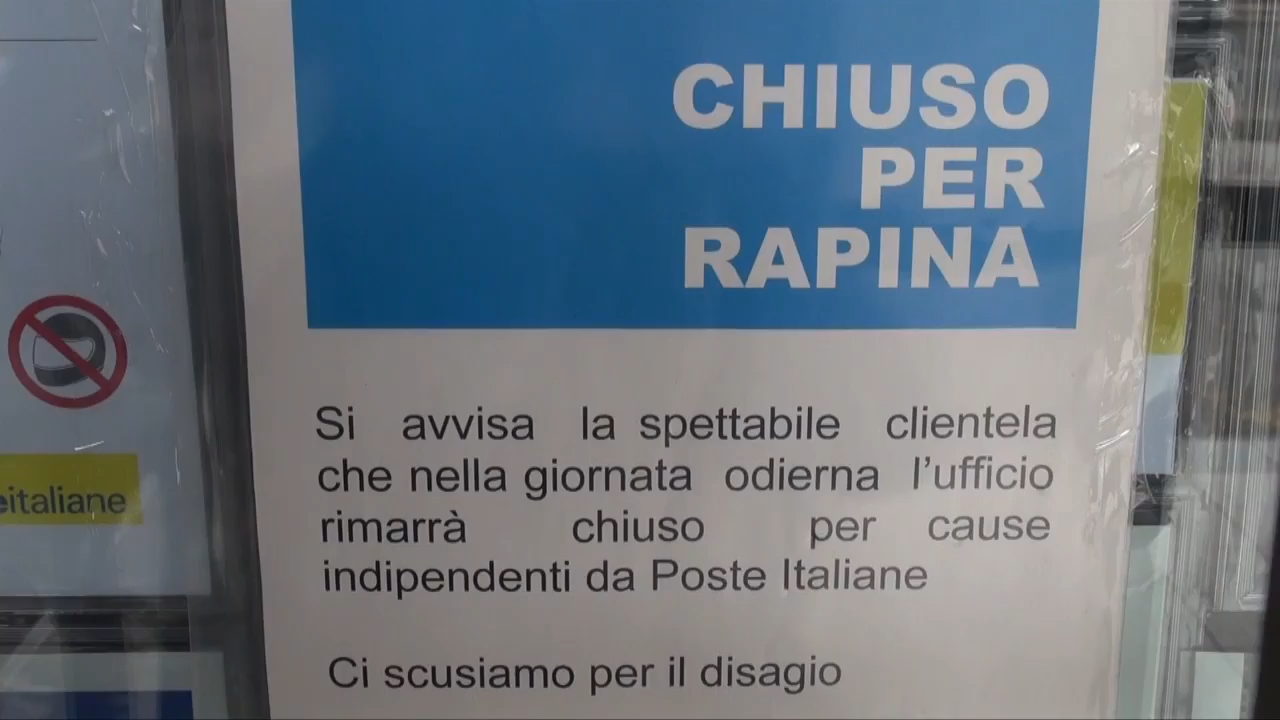 CHIUSO
PER
RAPINA
Si avvisa la spettabile clientela
che nella giornata odierna l'ufficio
rimarrà chiuso per cause
indipendenti da Poste Italiane
Ci scusiamo per il disagio
eitaliane